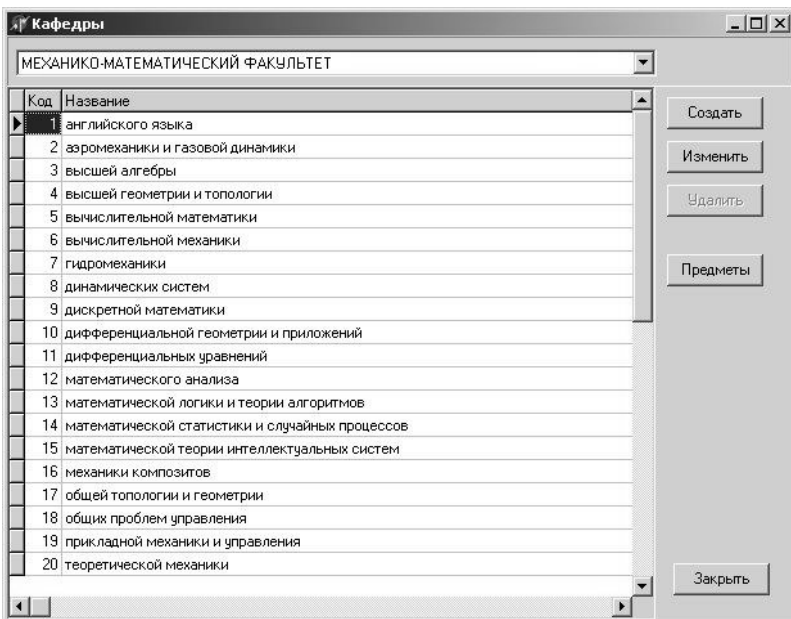 Кафедры
МЕХАНИКО-МАТЕМАТИЧЕСКИЙ ФАКУЛЬТЕТ
Код Название
1 английского языка
2 аэромеханики и газовой динамики
3 высшей алгебры
4 высшей геометрии и топологии
5 вычислительной математики
6 вычислительной механики
7 гидромеханики
8 динамических систем
9 дискретной математики
10 дифференциальной геометрии и приложений
11 дифференциальных уравнений
12 математического анализа
13 математической логики и теории алгоритмов
14 математической статистики и случайных процессов
15 математической теории интеллектуальных систем
16 механики композитов
17 общей топологии и геометрии
18 общих проблем управления
19 прикладной механики и управления
20 теоретической механики
Создать
Изменить
Удалить
Предметы
Закрыть